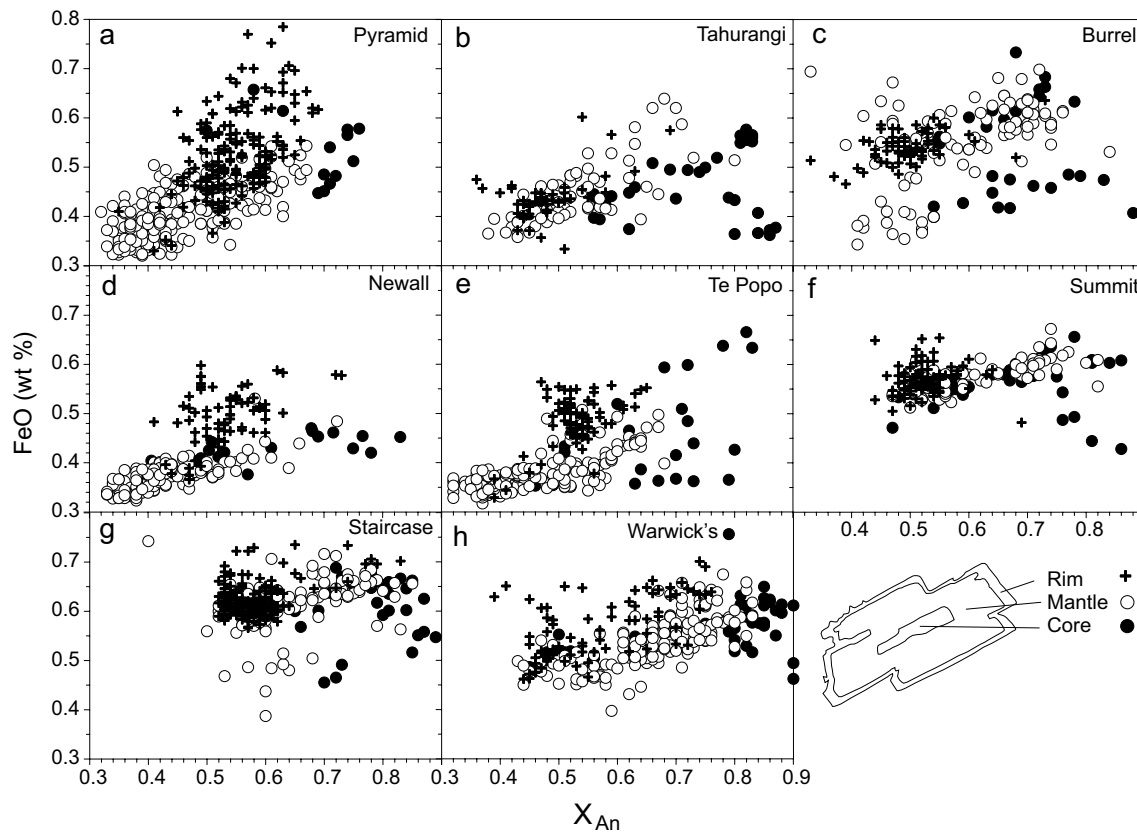 a Pyramid
b Tahurangi
c Burrel
0.8
0.7
0.6
0.5
0.4
0.3
d Newall
e Te Popo
f Summit
0.7
0.6
0.5
0.4
0.3
FeO (wt %)
0.4 0.5 0.6 0.7 0.8
g Staircase
h Warwick's
0.7
0.6
0.5
0.4
0.3
0.3 0.4 0.5 0.6 0.7 0.8
0.3 0.4 0.5 0.6 0.7 0.8 0.9
X An
Rim
Mantle
Core